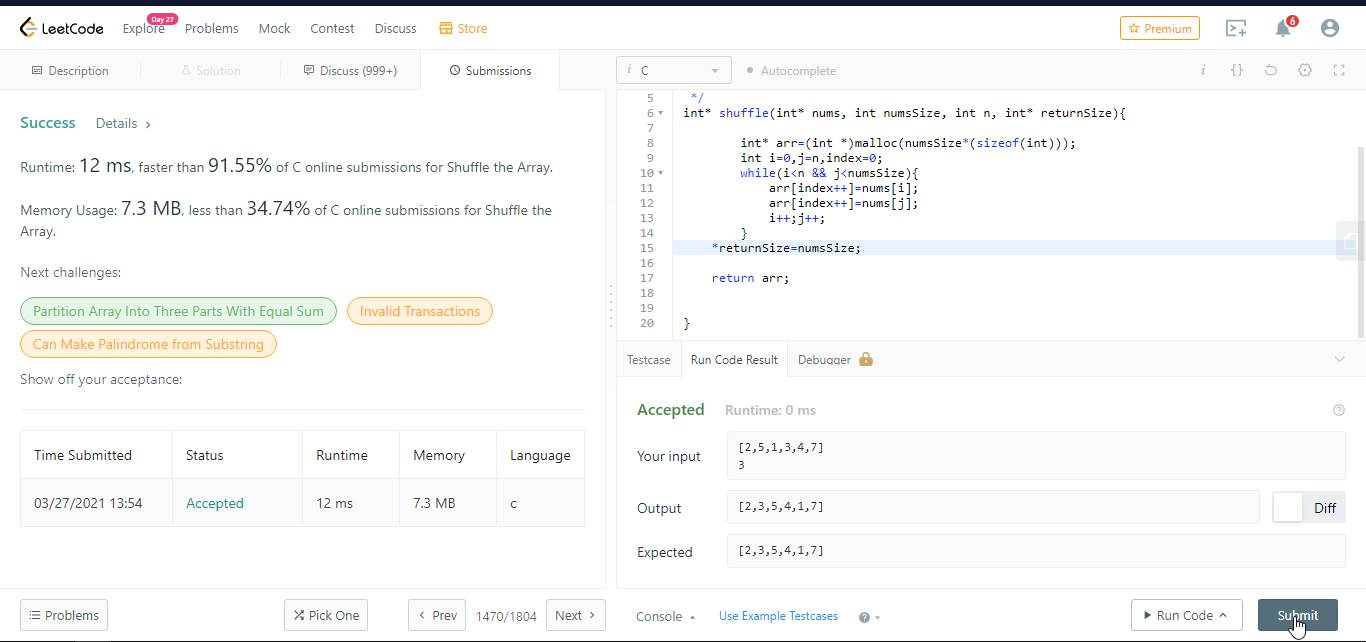 LeetCode
Explore
Day 27
Problems
Mock
Contest
Discuss
Store
Premium
6
Description
Solution
Discuss (999+)
Submissions
i C
Autocomplete
Success
Details
Runtime: 12 ms, faster than 91.55% of C online submissions for Shuffle the Array.
Memory Usage: 7.3 MB, less than 34.74% of C online submissions for Shuffle the
Array.
Next challenges:
Partition Array Into Three Parts With Equal Sum
Invalid Transactions
Can Make Palindrome from Substring
Show off your acceptance:
Time Submitted Status Runtime Memory Language
03/27/2021 13:54 Accepted 12 ms 7.3 MB c
Problems
Pick One
Prev
1470/1804
Next
5 */
6 int* shuffle(int* nums, int numsSize, int n, int* returnSize){
7
8 int* arr=(int *)malloc(numsSize*(sizeof(int)));
9 int i=0,j=n,index=0;
10 while(i<n && j<numsSize){
11 arr[index++]=nums[i];
12 arr[index++]=nums[j];
13 i++;j++;
14 }
15 *returnSize=numsSize;
16
17 return arr;
18
19
20 }
Testcase
Run Code Result
Debugger
Accepted
Runtime: 0 ms
Your input
[2,5,1,3,4,7]
3
Output
[2,3,5,4,1,7]
Diff
Expected
[2,3,5,4,1,7]
Console
Use Example Testcases
Run Code
Submit